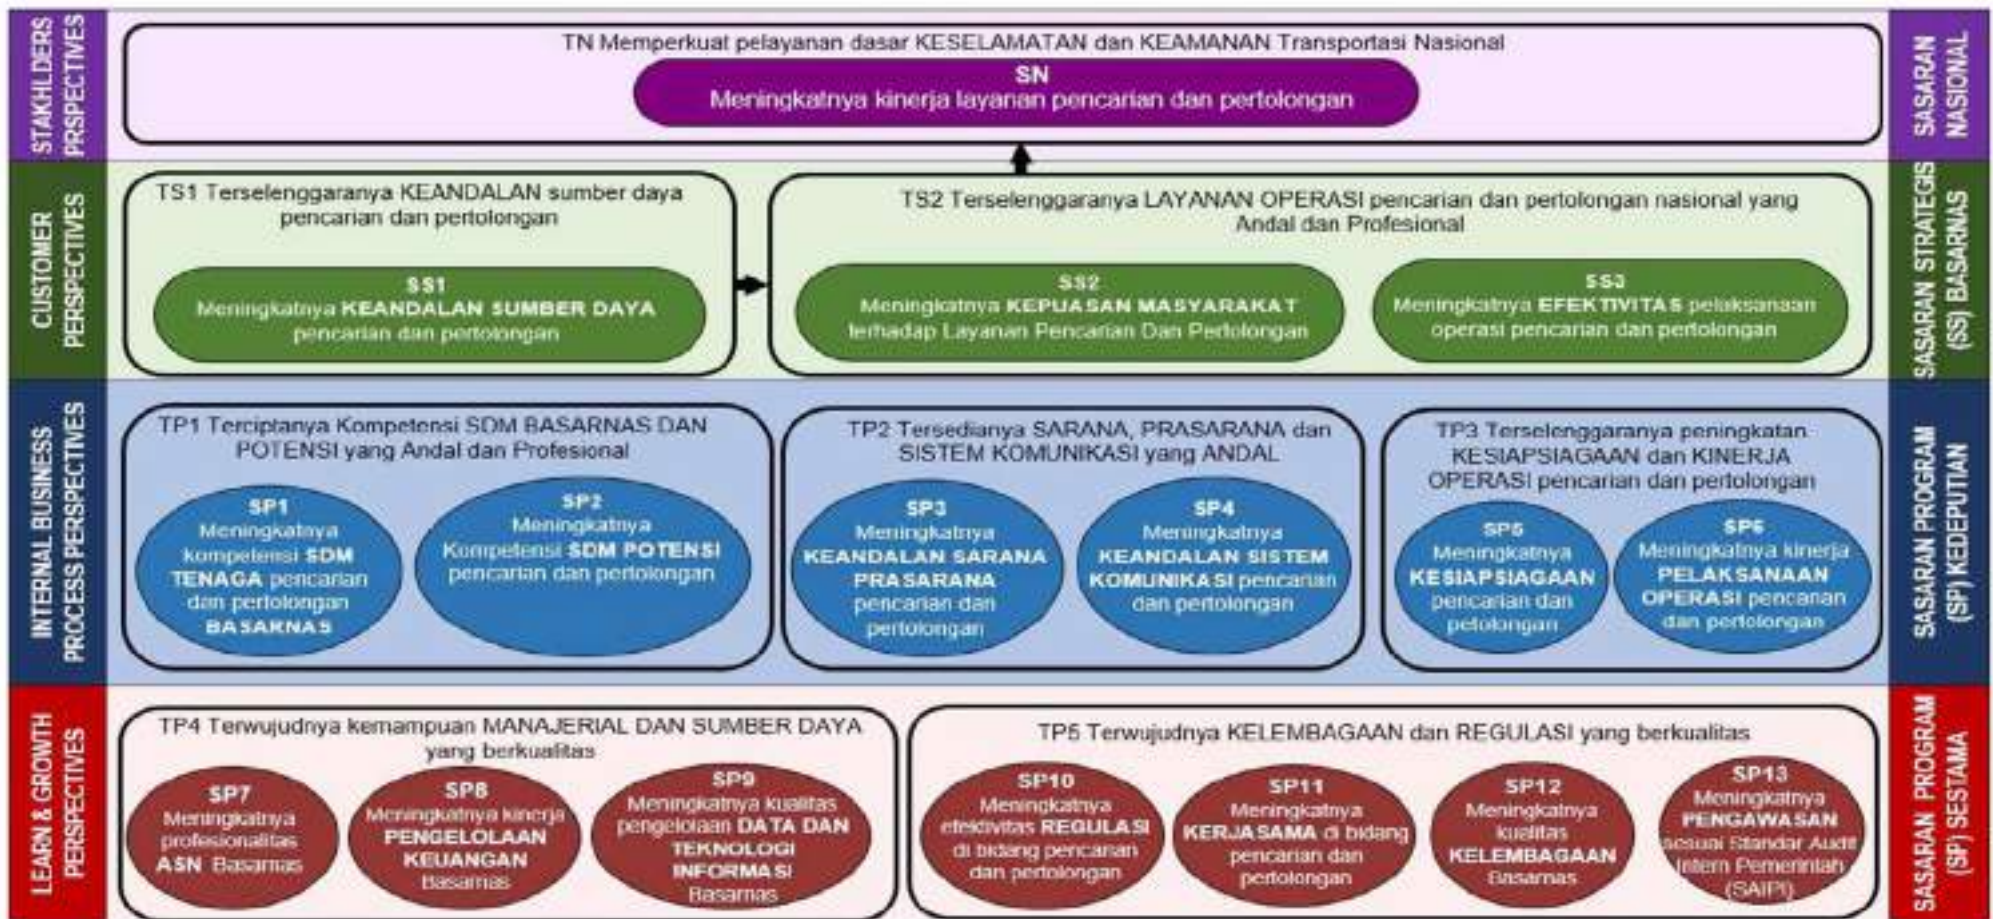 STAKHLDERS
PRSPECTIVES
TN Memperkuat pelayanan dasar KESELAMATAN dan KEAMANAN Transportasi Nasional
SN
Meningkatnya kinerja layanan pencarian dan pertolongan
SASARAN
NASIONAL
CUSTOMER
PERSPECTIVES
TS1 Terselenggaranya KEANDALAN sumber daya
pencarian dan pertolongan
SS1
Meningkatnya KEANDALAN SUMBER DAYA
pencarian dan pertolongan
TS2 Terselenggaranya LAYANAN OPERASI pencarian dan pertolongan nasional yang
Andal dan Profesional
SS2
Meningkatnya KEPUASAN MASYARAKAT
terhadap Layanan Pencarian Dan Pertolongan
SS3
Meningkatnya EFEKTIVITAS pelaksanaan
operasi pencarian dan pertolongan
SASARAN STRATEGIS
(SS) BASARNAS
INTERNAL BUSINESS
PROCESS PERSPECTIVES
TP1 Terciptanya Kompetensi SDM BASARNAS DAN
POTENSI yang Andal dan Profesional
SP1
Meningkatnya
kompetensi SDM
TENAGA pencarian
dan pertolongan
BASARNAS
SP2
Meningkatnya
Kompetensi SDM POTENSI
pencarian dan pertolongan
TP2 Tersedianya SARANA, PRASARANA dan
SISTEM KOMUNIKASI yang ANDAL
SP3
Meningkatnya
KEANDALAN SARANA
PRASARANA
pencarian dan
pertolongan
SP4
Meningkatnya
KEANDALAN SISTEM
KOMUNIKASI pencarian
dan pertolongan
TP3 Terselenggaranya peningkatan
KESIAPSIAGAAN dan KINERJA
OPERASI pencarian dan pertolongan
SP5
Meningkatnya
KESIAPSIAGAAN
pencarian dan
petolongan
SP6
Meningkatnya kinerja
PELAKSANAAN
OPERASI pencarian
dan pertolongan
SASARAN PROGRAM
(SP) KEDEPUTIAN
LEARN & GROWTH
PERSPECTIVES
TP4 Terwujudnya kemampuan MANAJERIAL DAN SUMBER DAYA
yang berkualitas
SP7
Meningkatnya
profesionalitas
ASN Basarnas
SP8
Meningkatnya kinerja
PENGELOLAAN
KEUANGAN
Basarnas
SP9
Meningkatnya kualitas
pengelolaan DATA DAN
TEKNOLOGI
INFORMASI
Basarnas
TP5 Terwujudnya KELEMBAGAAN dan REGULASI yang berkualitas
SP10
Meningkatnya
efektivitas REGULASI
di bidang pencarian
dan pertolongan
SP11
Meningkatnya
KERJASAMA di bidang
pencarian dan
pertolongan
SP12
Meningkatnya
kualitas
KELEMBAGAAN
Basarnas
SP13
Meningkatnya
PENGAWASAN
sesuai Standar Audit
Intern Pemerintah
(SAIPI)
SASARAN PROGRAM
(SP) SESTAMA